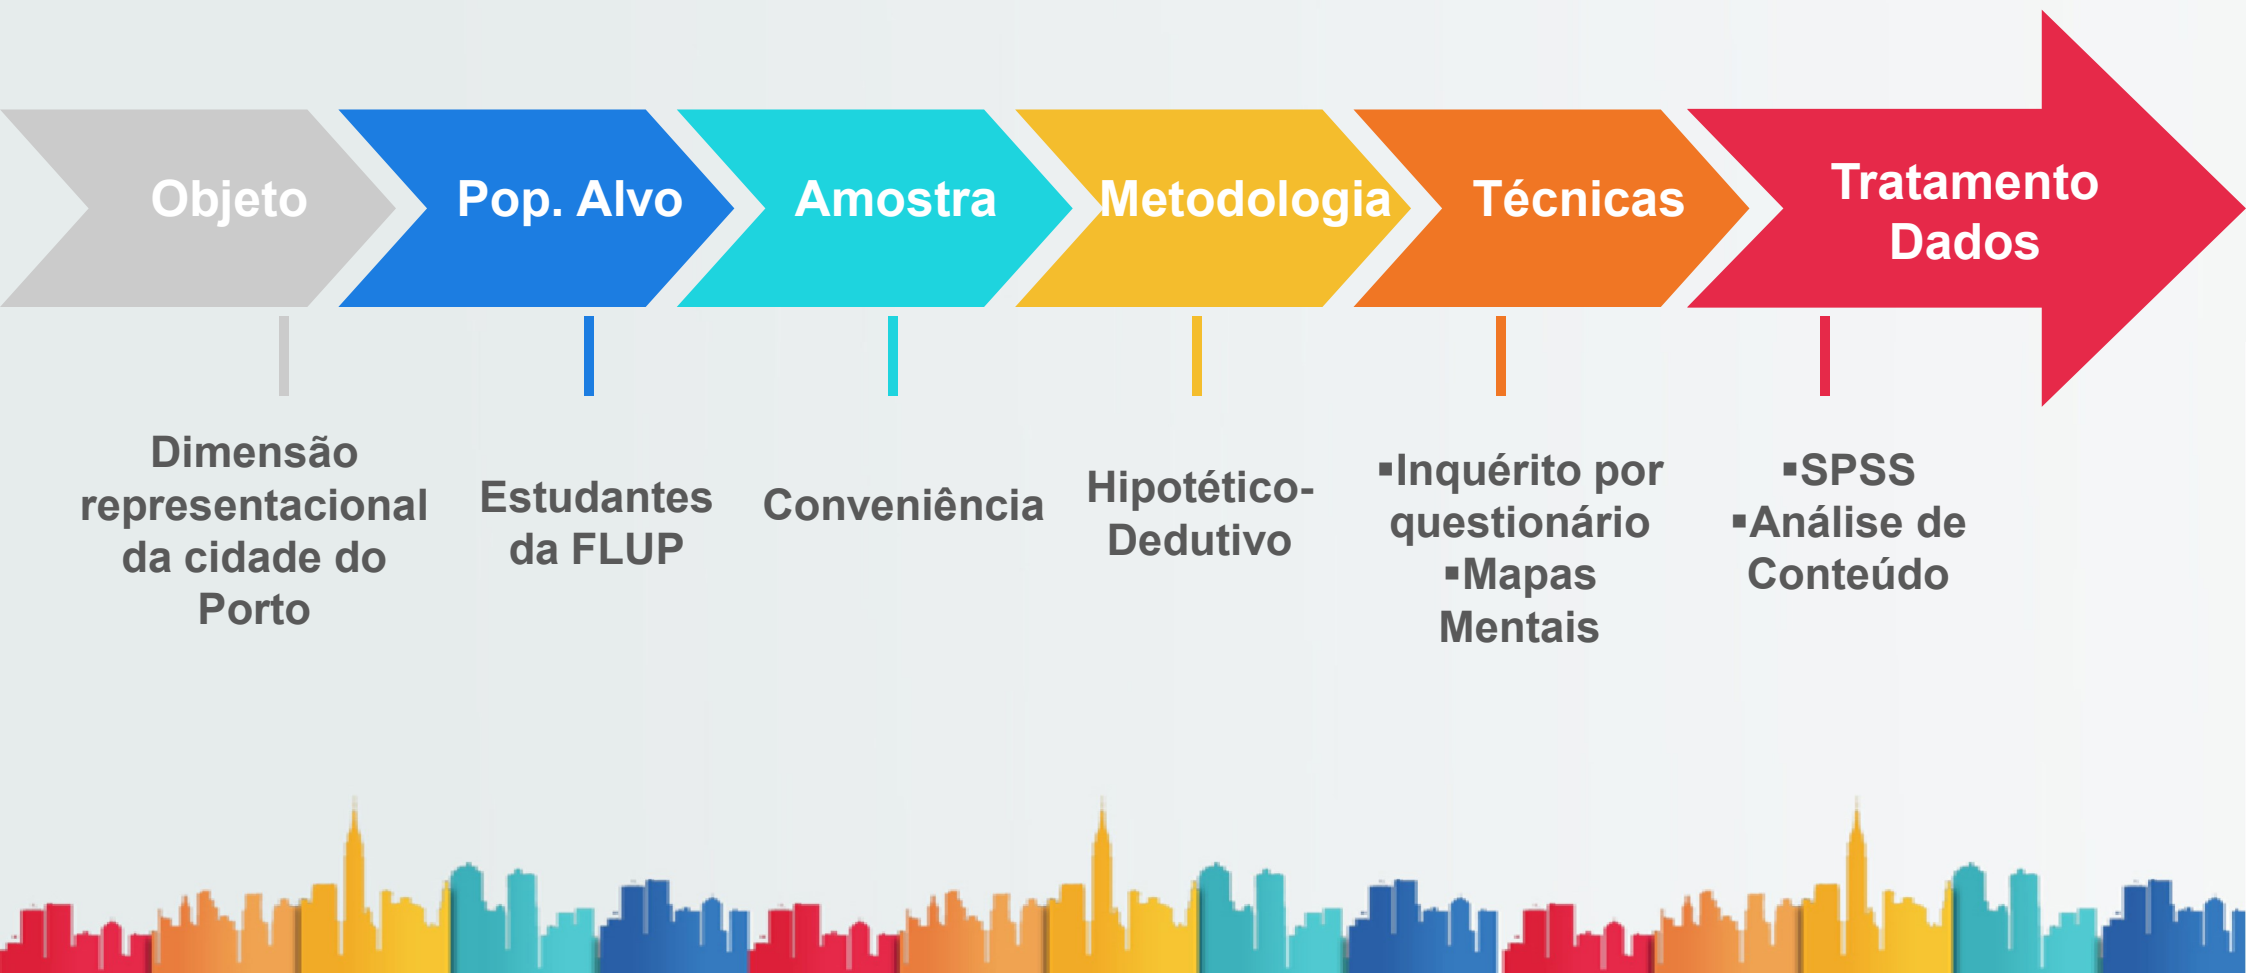 Objeto
Pop. Alvo
Amostra
Metodologia
Técnicas
Tratamento
Dados
Dimensão
representacional
da cidade do
Porto
Estudantes
da FLUP
Conveniência
Hipotético-
Dedutivo
▪Inquérito por
questionário
▪Mapas
Mentais
▪SPSS
▪Análise de
Conteúdo